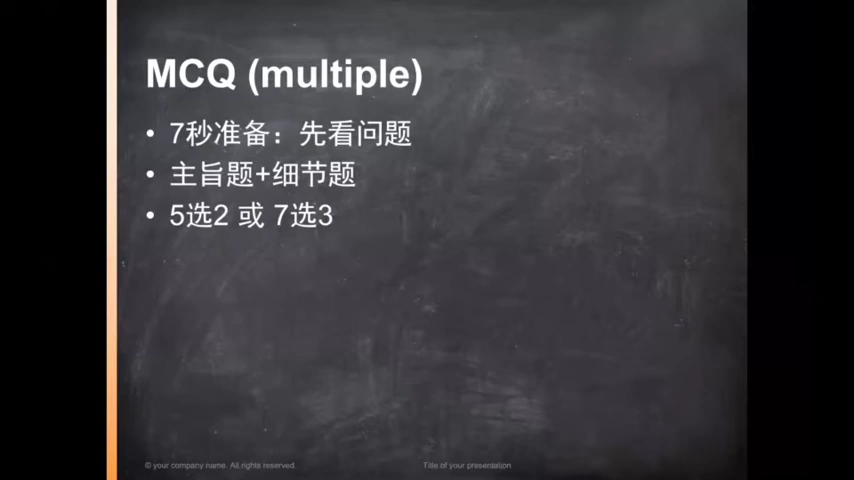 MCQ (multiple)
• 7秒准备：先看问题
• 主旨题+细节题
• 5选2 或 7选3
© your company name. All rights reserved.
Title of your presentation